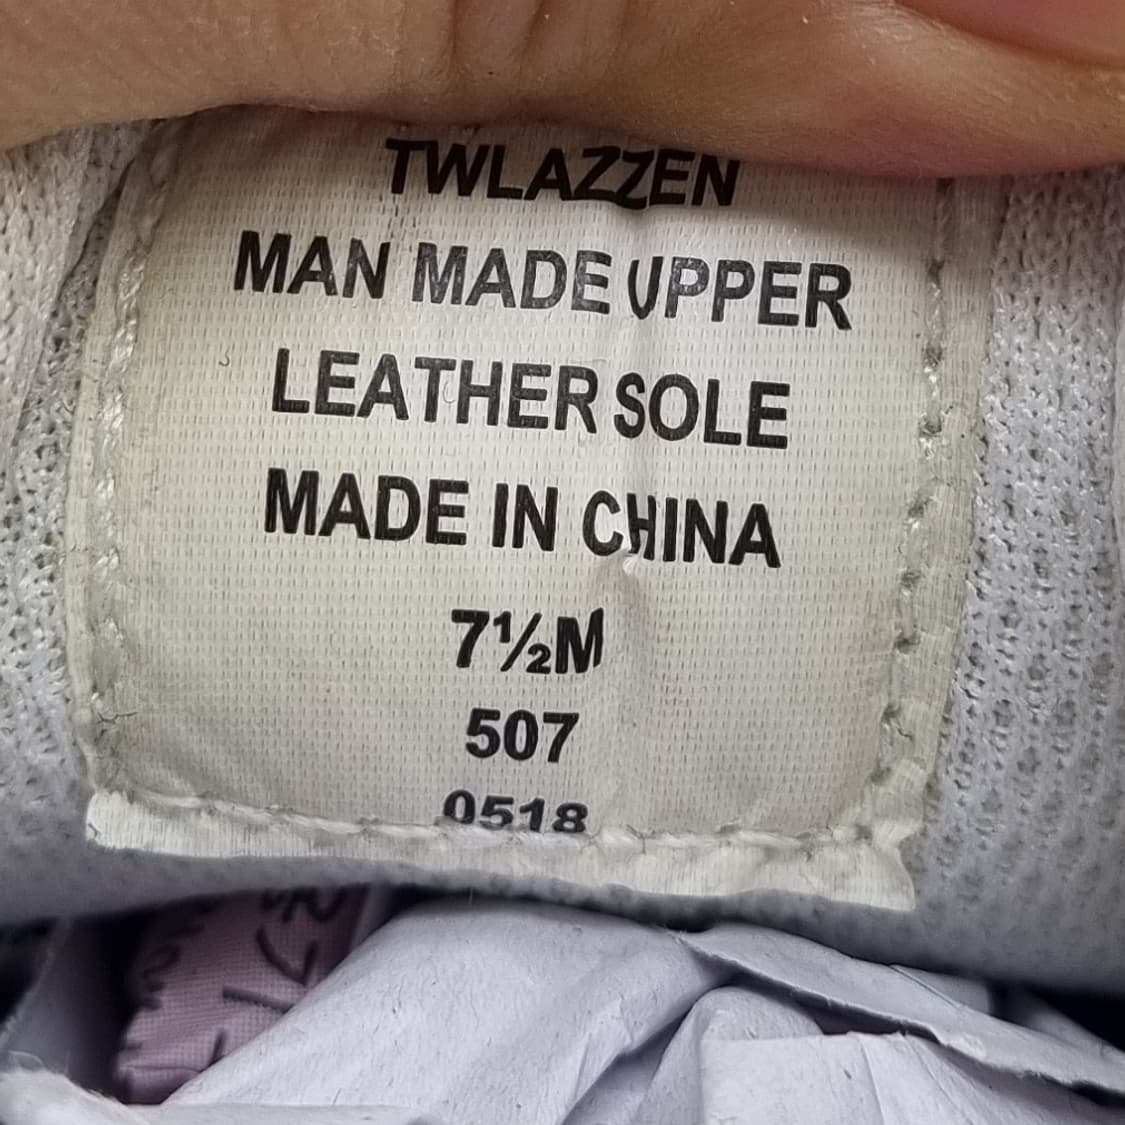 TWLAZZEN
MAN MADE UPPER
LEATHER SOLE
MADE IN CHINA
7½M
507
0518